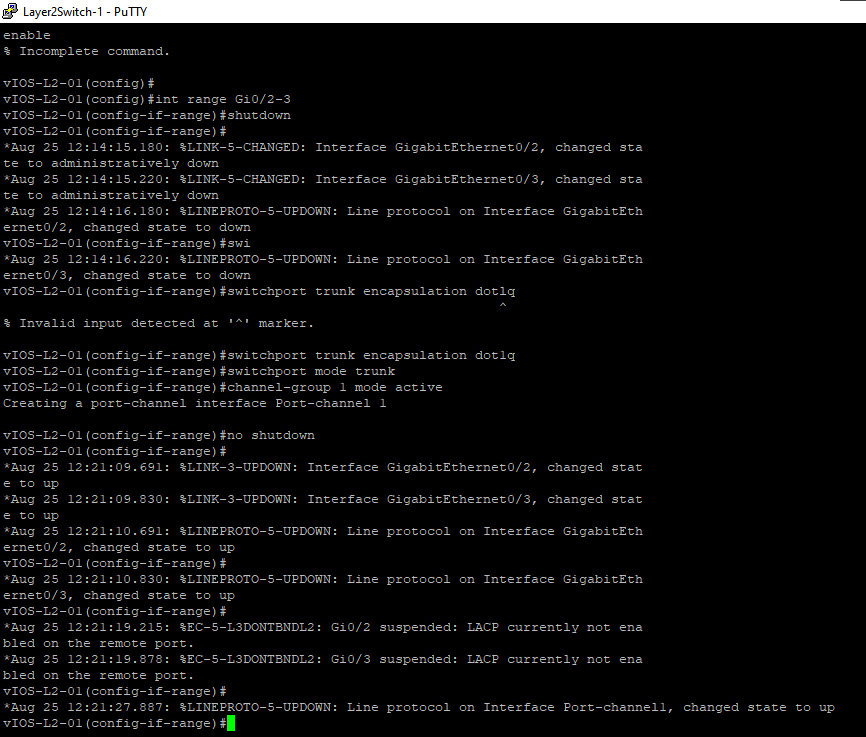 Layer2Switch-1 - PuTTY
enable
% Incomplete command.
vIOS-L2-01(config)#
vIOS-L2-01(config)#int range Gi0/2-3
vIOS-L2-01(config-if-range)#shutdown
vIOS-L2-01(config-if-range)#
*Aug 25 12:14:15.180: %LINK-5-CHANGED: Interface GigabitEthernet0/2, changed sta
te to administratively down
*Aug 25 12:14:15.220: %LINK-5-CHANGED: Interface GigabitEthernet0/3, changed sta
te to administratively down
*Aug 25 12:14:16.180: %LINEPROTO-5-UPDOWN: Line protocol on Interface GigabitEth
ernet0/2, changed state to down
vIOS-L2-01(config-if-range)#swi
*Aug 25 12:14:16.220: %LINEPROTO-5-UPDOWN: Line protocol on Interface GigabitEth
ernet0/3, changed state to down
vIOS-L2-01(config-if-range)#switchport trunk encapsulation dotlq
^
% Invalid input detected at '^' marker.
vIOS-L2-01(config-if-range)#switchport trunk encapsulation dot1q
vIOS-L2-01(config-if-range)#switchport mode trunk
vIOS-L2-01(config-if-range)#channel-group 1 mode active
Creating a port-channel interface Port-channel 1
vIOS-L2-01(config-if-range)#no shutdown
vIOS-L2-01(config-if-range)#
*Aug 25 12:21:09.691: %LINK-3-UPDOWN: Interface GigabitEthernet0/2, changed stat
e to up
*Aug 25 12:21:09.830: %LINK-3-UPDOWN: Interface GigabitEthernet0/3, changed stat
e to up
*Aug 25 12:21:10.691: %LINEPROTO-5-UPDOWN: Line protocol on Interface GigabitEth
ernet0/2, changed state to up
vIOS-L2-01(config-if-range)#
*Aug 25 12:21:10.830: %LINEPROTO-5-UPDOWN: Line protocol on Interface GigabitEth
ernet0/3, changed state to up
vIOS-L2-01(config-if-range)#
*Aug 25 12:21:19.215: %EC-5-L3DONTBNDL2: Gi0/2 suspended: LACP currently not ena
bled on the remote port.
*Aug 25 12:21:19.878: %EC-5-L3DONTBNDL2: Gi0/3 suspended: LACP currently not ena
bled on the remote port.
vIOS-L2-01(config-if-range)#
*Aug 25 12:21:27.887: %LINEPROTO-5-UPDOWN: Line protocol on Interface Port-channel1, changed state to up
vIOS-L2-01(config-if-range)#